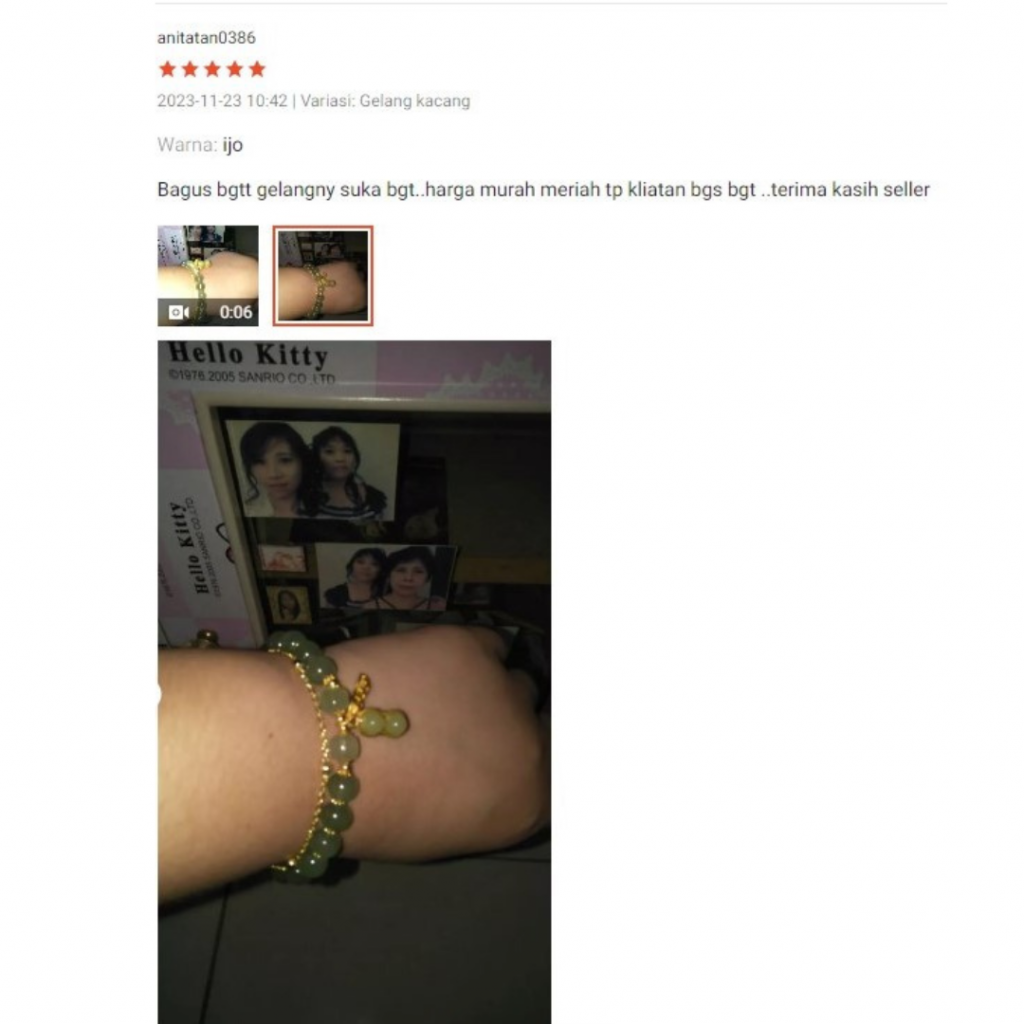 anitatan0386
2023-11-23 10:42 | Variasi: Gelang kacang
Warna: ijo
Bagus bgtt gelangny suka bgt..harga murah meriah tp kliatan bgs bgt ..terima kasih seller
0:06
Hello Kitty
©1976.2005 SANRIO CO.,LTD
Hello Kitty